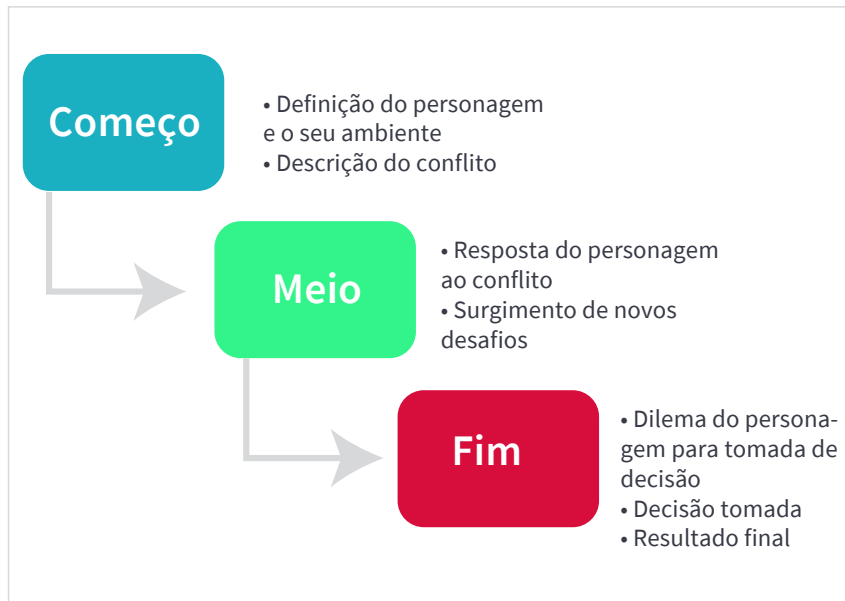 Começo
• Definição do personagem
e o seu ambiente
• Descrição do conflito
Meio
• Resposta do personagem
ao conflito
• Surgimento de novos
desafios
Fim
• Dilema do persona-
gem para tomada de
decisão
• Decisão tomada
• Resultado final